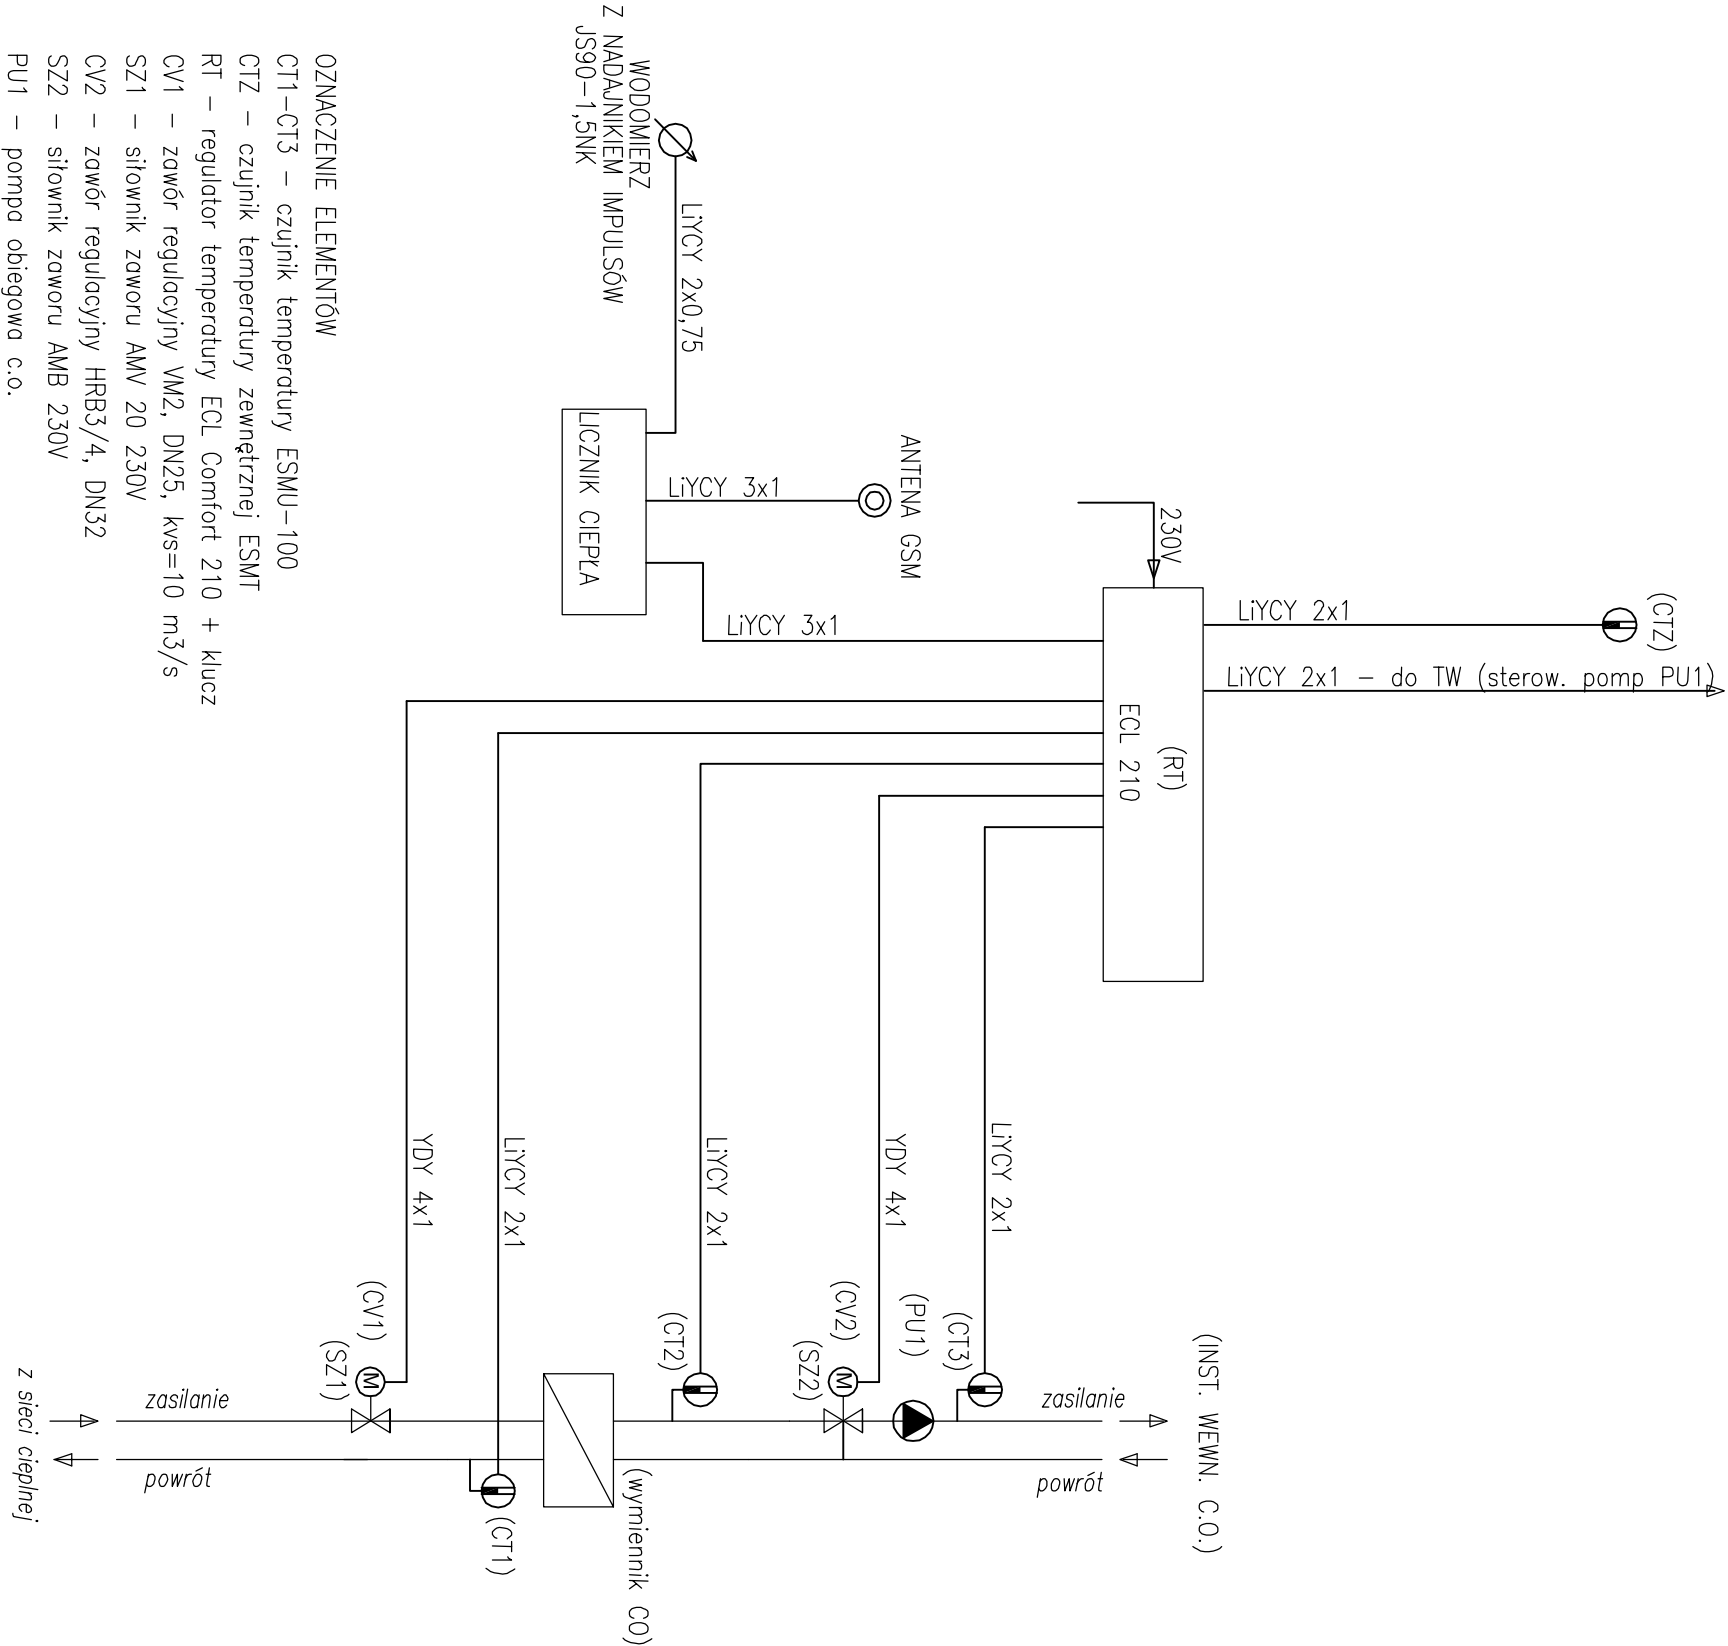 (CTZ)
LiYCY 2x1
LiYCY 2x1 – do TW (sterow. pomp PU1)
230V
(RT)
ECL 210
ANTENA GSM
LiYCY 3x1
LiYCY 3x1
LICZNIK CIEPŁA
LiYCY 2x0,75
WODOMIERZ
Z NADAJNIKIEM IMPULSÓW
JS90–1,5NK
YDY 4x1
LiYCY 2x1
LiYCY 2x1
YDY 4x1
LiYCY 2x1
(CV1)
(SZ1)
(CT2)
(CV2)
(SZ2)
(PU1)
(CT3)
(INST. WEWN. C.O.)
zasilanie
zasilanie
powrót
powrót
z sieci cieplnej
(CT1)
(wymiennik CO)
OZNACZENIE ELEMENTÓW
CT1–CT3 – czujnik temperatury ESMU–100
CTZ – czujnik temperatury zewnętrznej ESMT
RT – regulator temperatury ECL Comfort 210 + klucz
CV1 – zawór regulacyjny VM2, DN25, kvs=10 m3/s
SZ1 – siłownik zaworu AMV 20 230V
CV2 – zawór regulacyjny HRB3/4, DN32
SZ2 – siłownik zaworu AMB 230V
PU1 – pompa obiegowa c.o.
M
M